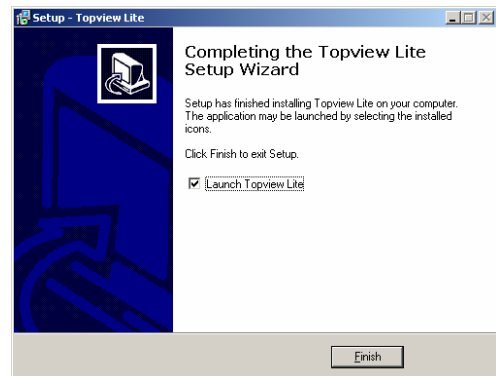 Setup - Topview Lite
Completing the Topview Lite
Setup Wizard
Setup has finished installing Topview Lite on your computer.
The application may be launched by selecting the installed
icons.
Click Finish to exit Setup.
Launch Topview Lite
Finish